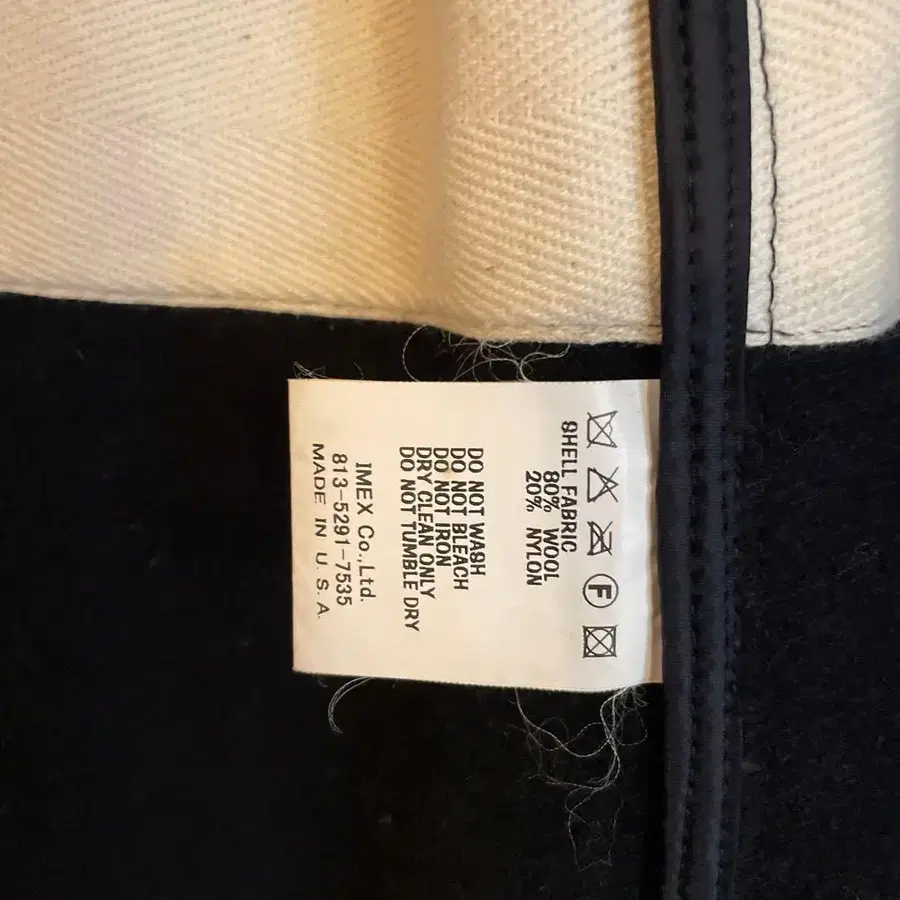 Ⓕ
SHELL FABRIC
80% WOOL
20% NYLON
DO NOT WASH
DO NOT BLEACH
DO NOT IRON
DRY CLEAN ONLY
DO NOT TUMBLE DRY
IMEX Co.,Ltd.
813-5291-7535
MADE IN U.S.A.